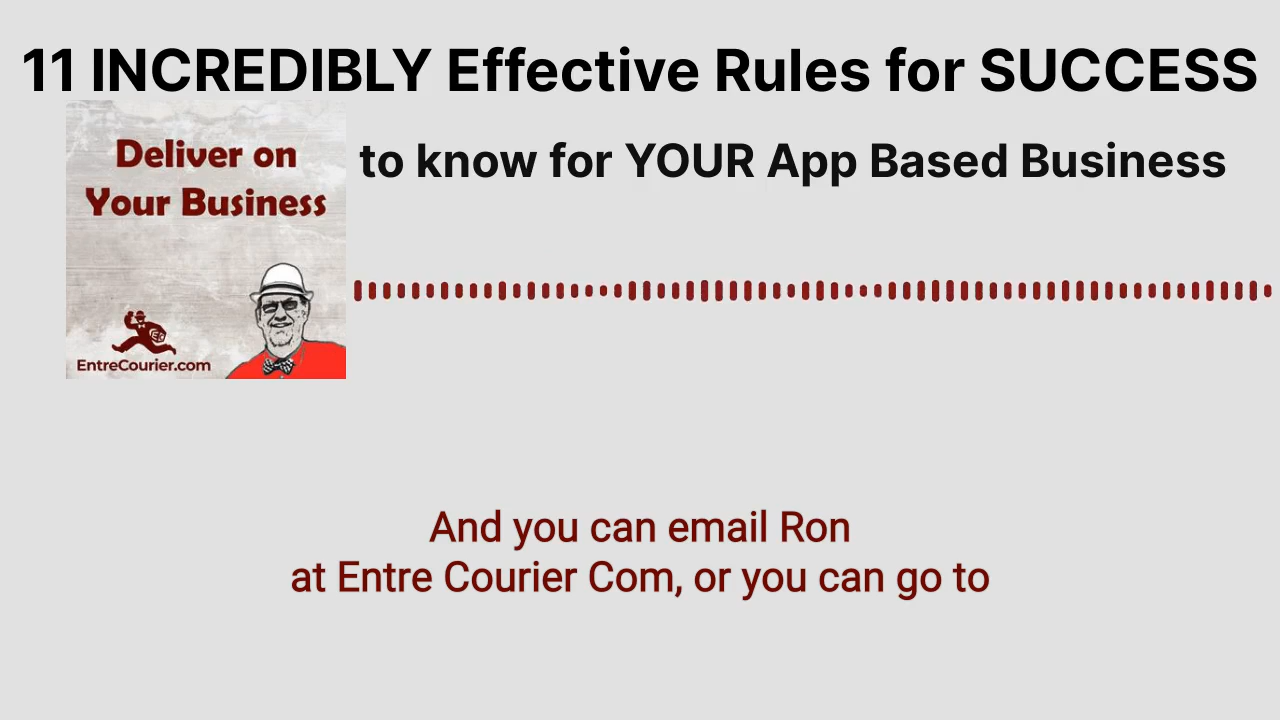 11 INCREDIBLY Effective Rules for SUCCESS
Deliver on
Your Business
EntreCourier.com
to know for YOUR App Based Business
And you can email Ron
at Entre Courier Com, or you can go to